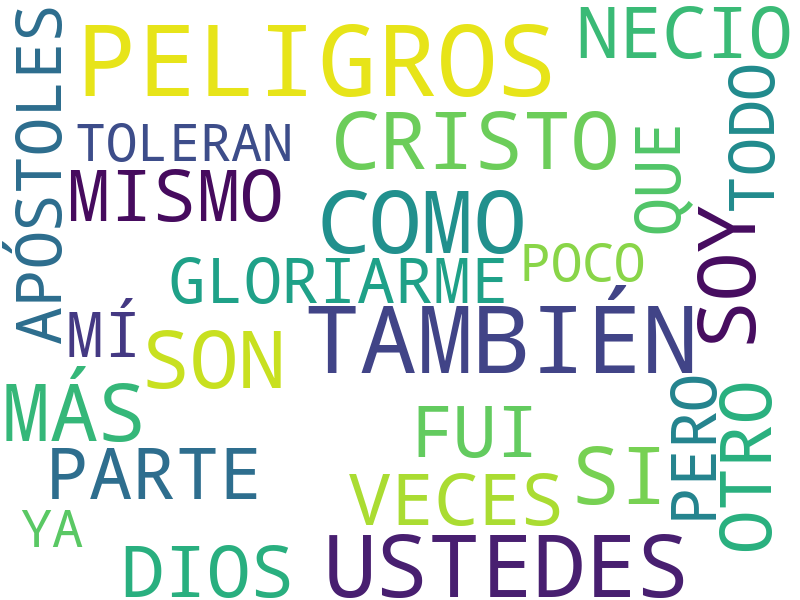 PELIGROS
NECIO
APÓSTOLES
TOLERAN
CRISTO
QUE
TODO
MISMO
COMO
SOY
GLORIARME
POCO
MÍ
SON
TAMBIÉN
MÁS
FUI
PERO
OTRO
PARTE
VECES
SI
YA
DIOS
USTEDES